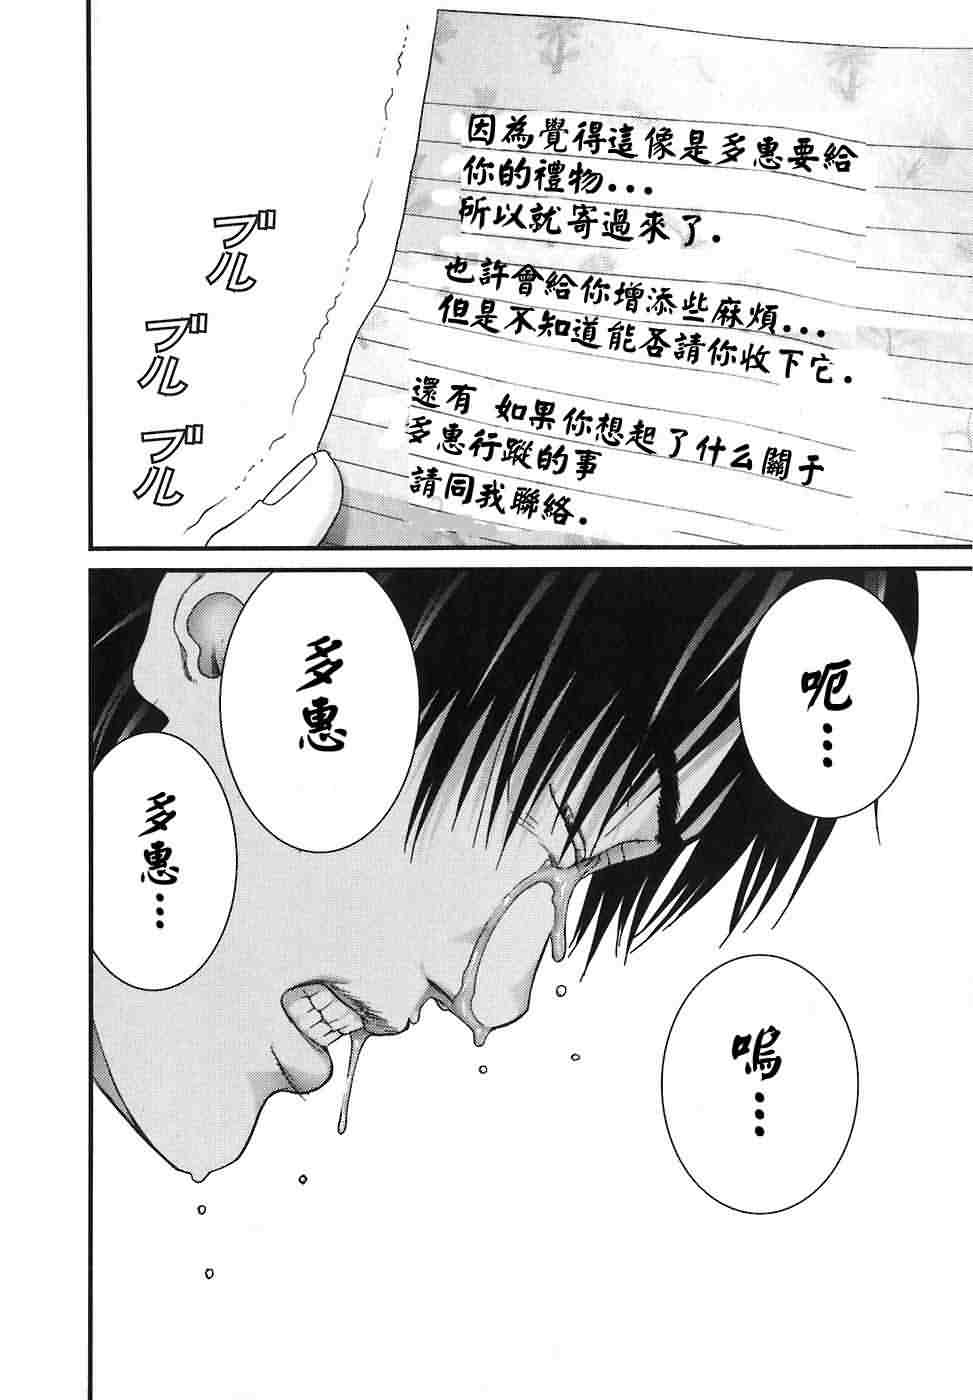 因為覺得這像是多惠要給
你的禮物...
所以就寄過來了.
也許會給你增添些麻煩...
但是不知道能否請你收下它.
還有 如果你想起了什么關于
多惠行蹤的事
請同我聯絡.
ブル
ブル
ブル
呃…
多惠
多惠…
嗚…